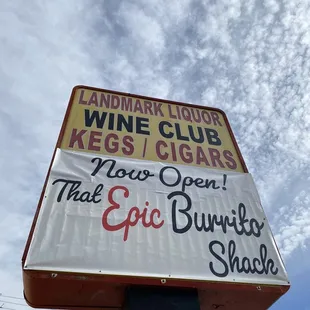 LANDMARK LIQUOR
WINE CLUB
KEGS / CIGARS
Now Open!
That Epic Burrito
Shack